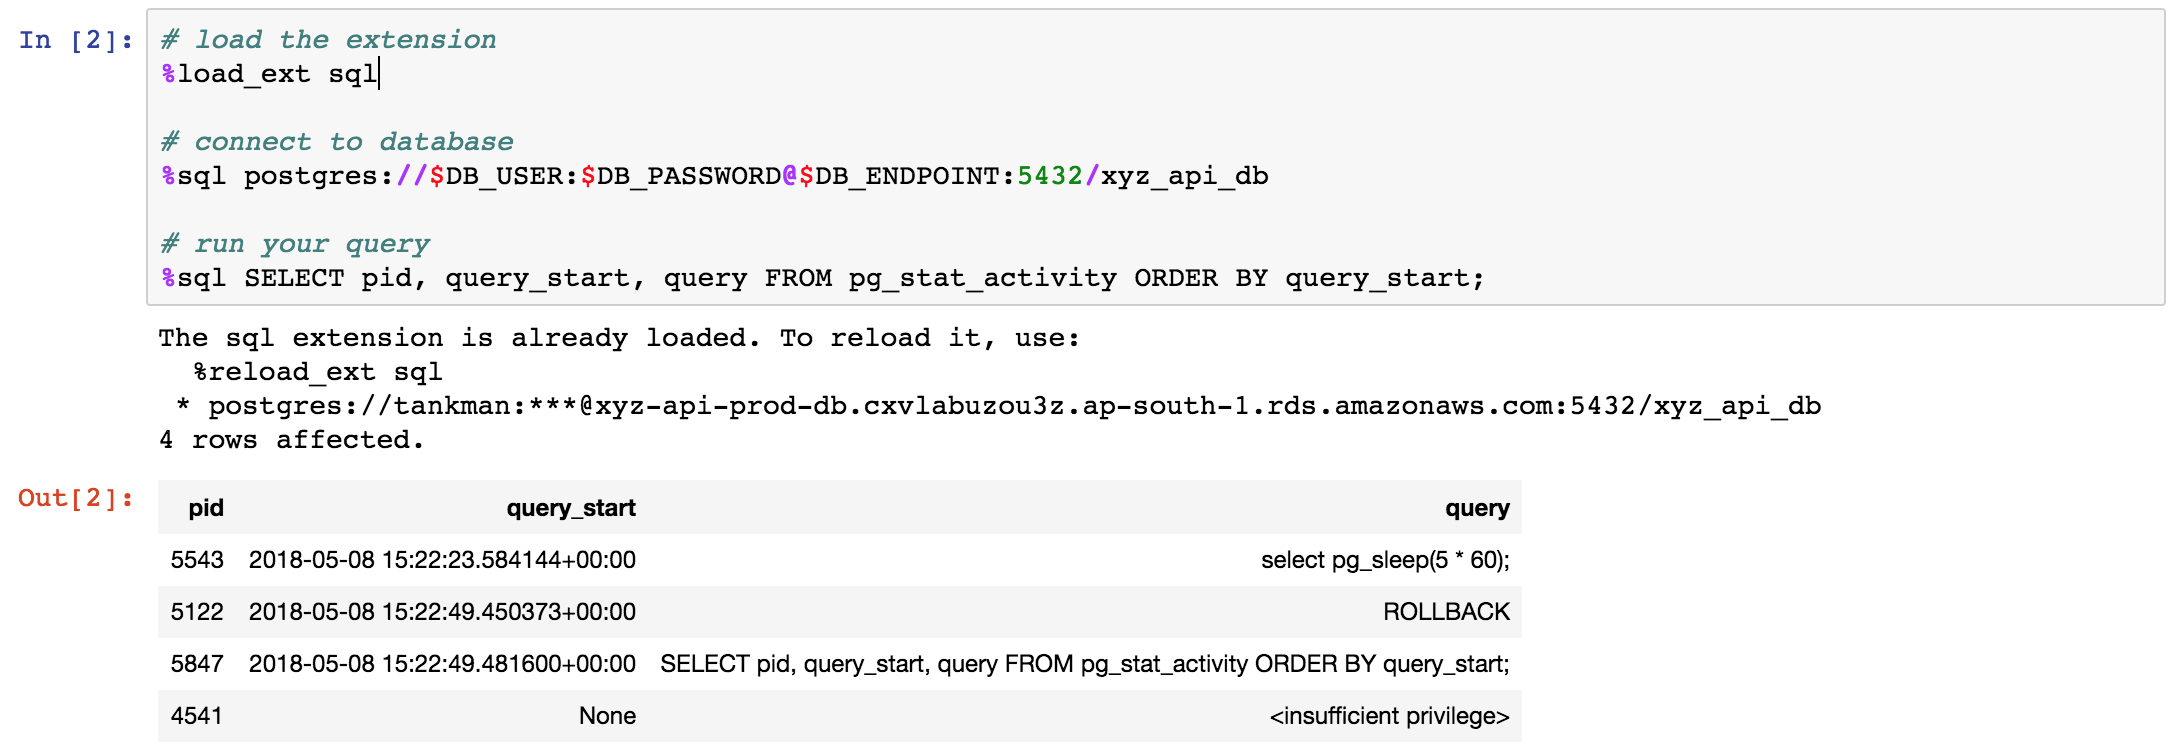 In [2]:
# load the extension
%load_ext sql
# connect to database
%sql postgres://$DB_USER:$DB_PASSWORD@$DB_ENDPOINT:5432/xyz_api_db
# run your query
%sql SELECT pid, query_start, query FROM pg_stat_activity ORDER BY query_start;
The sql extension is already loaded. To reload it, use:
%reload_ext sql
* postgres://tankman:***@xyz-api-prod-db.cxvlabuzou3z.ap-south-1.rds.amazonaws.com:5432/xyz_api_db
4 rows affected.
Out[2]:
pid query_start query
5543 2018-05-08 15:22:23.584144+00:00 select pg_sleep(5 * 60);
5122 2018-05-08 15:22:49.450373+00:00 ROLLBACK
5847 2018-05-08 15:22:49.481600+00:00 SELECT pid, query_start, query FROM pg_stat_activity ORDER BY query_start;
4541 None <insufficient privilege>